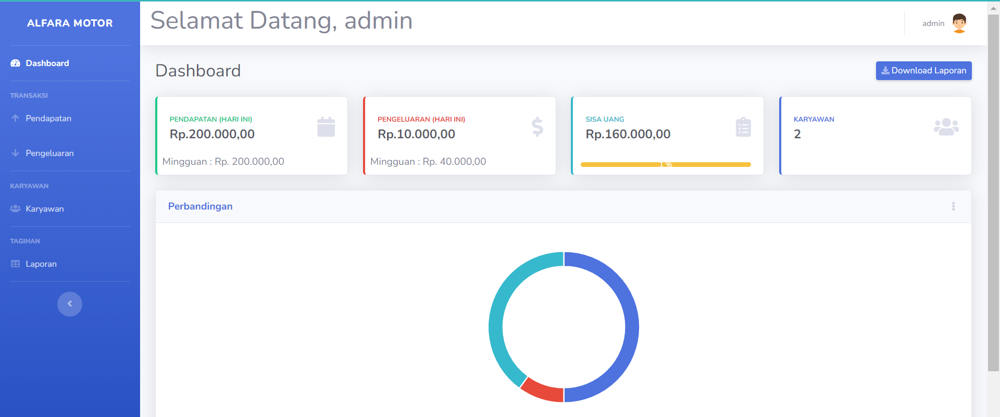 ALFARA MOTOR
Dashboard
TRANSAKSI
Pendapatan
Pengeluaran
KARYAWAN
Karyawan
TAGIHAN
Laporan
Selamat Datang, admin
admin
Dashboard
Download Laporan
PENDAPATAN (HARI INI)
Rp.200.000,00
Mingguan : Rp. 200.000,00
PENGELUARAN (HARI INI)
Rp.10.000,00
Mingguan : Rp. 40.000,00
SISA UANG
Rp.160.000,00
1 %
KARYAWAN
2
Perbandingan